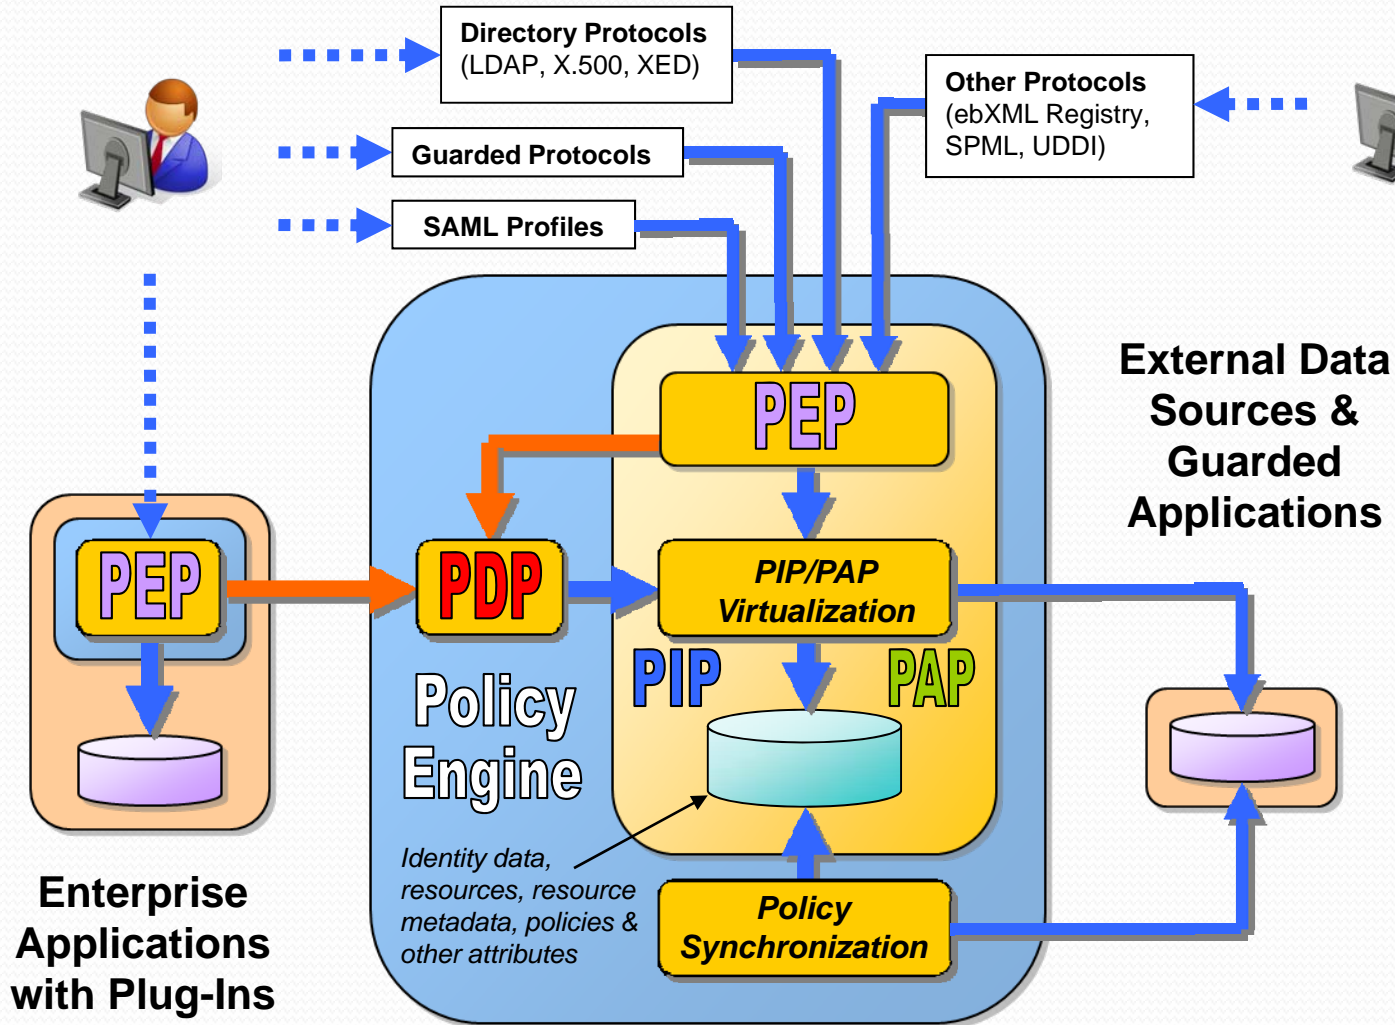 Directory Protocols
(LDAP, X.500, XED)
Other Protocols
(ebXML Registry,
SPML, UDDI)
Guarded Protocols
SAML Profiles
External Data
Sources &
Guarded
Applications
PEP
PEP
PDP
PIP/PAP
Virtualization
PIP
PAP
Policy
Engine
Identity data,
resources, resource
metadata, policies &
other attributes
Policy
Synchronization
Enterprise
Applications
with Plug-Ins